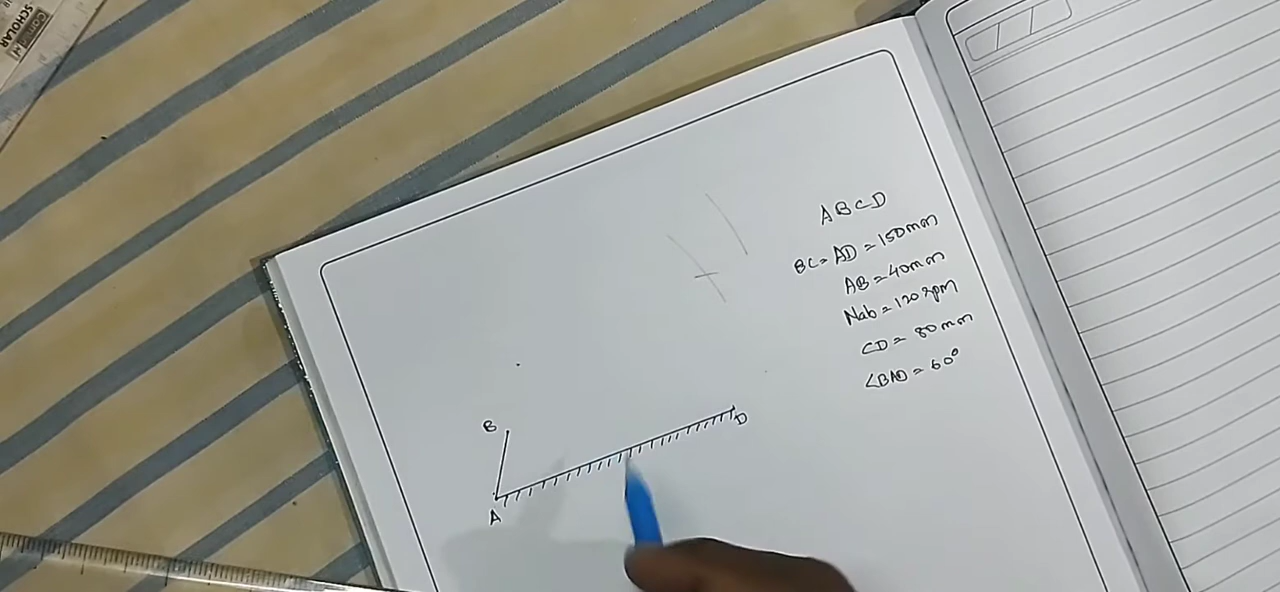 SCHOLAR
ABCD
BC = AD = 150mm
AB = 40mm
Nab = 120rpm
CD = 80mm
∠BAD = 60°
B
D
A